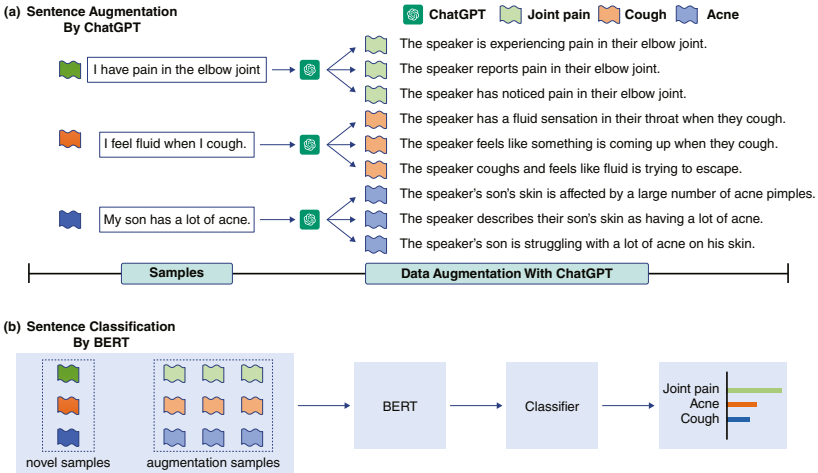 (a) Sentence Augmentation
By ChatGPT
ChatGPT Joint pain Cough Acne
I have pain in the elbow joint
The speaker is experiencing pain in their elbow joint.
The speaker reports pain in their elbow joint.
The speaker has noticed pain in their elbow joint.
I feel fluid when I cough.
The speaker has a fluid sensation in their throat when they cough.
The speaker feels like something is coming up when they cough.
The speaker coughs and feels like fluid is trying to escape.
My son has a lot of acne.
The speaker's son's skin is affected by a large number of acne pimples.
The speaker describes their son's skin as having a lot of acne.
The speaker's son is struggling with a lot of acne on his skin.
Samples
Data Augmentation With ChatGPT
(b) Sentence Classification
By BERT
novel samples
augmentation samples
BERT
Classifier
Joint pain
Acne
Cough